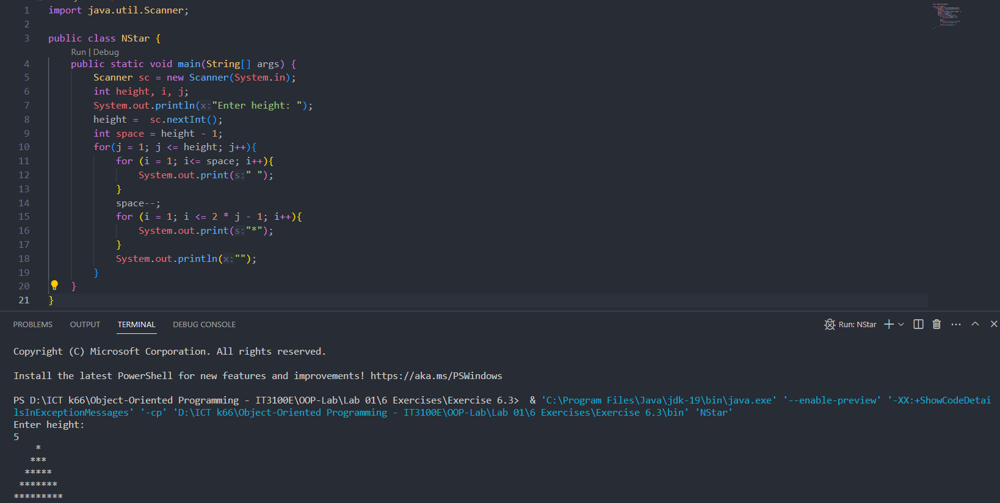 1 import java.util.Scanner;
2
3 public class NStar {
Run | Debug
4 public static void main(String[] args) {
5 Scanner sc = new Scanner(System.in);
6 int height, i, j;
7 System.out.println(x:"Enter height: ");
8 height =  sc.nextInt();
9 int space = height - 1;
10 for(j = 1; j <= height; j++){
11 for (i = 1; i<= space; i++){
12 System.out.print(s:" ");
13 }
14 space--;
15 for (i = 1; i <= 2 * j - 1; i++){
16 System.out.print(s:"*");
17 }
18 System.out.println(x:"");
19 }
20 }
21 }
PROBLEMS OUTPUT TERMINAL DEBUG CONSOLE Run: NStar
Copyright (C) Microsoft Corporation. All rights reserved.
Install the latest PowerShell for new features and improvements! https://aka.ms/PSWindows
PS D:\ICT k66\Object-Oriented Programming - IT3100E\OOP-Lab\Lab 01\6 Exercises\Exercise 6.3>  & 'C:\Program Files\Java\jdk-19\bin\java.exe' '--enable-preview' '-XX:+ShowCodeDetai
lsInExceptionMessages' '-cp' 'D:\ICT k66\Object-Oriented Programming - IT3100E\OOP-Lab\Lab 01\6 Exercises\Exercise 6.3\bin' 'NStar'
Enter height:
5
    *
   ***
  *****
 *******
*********